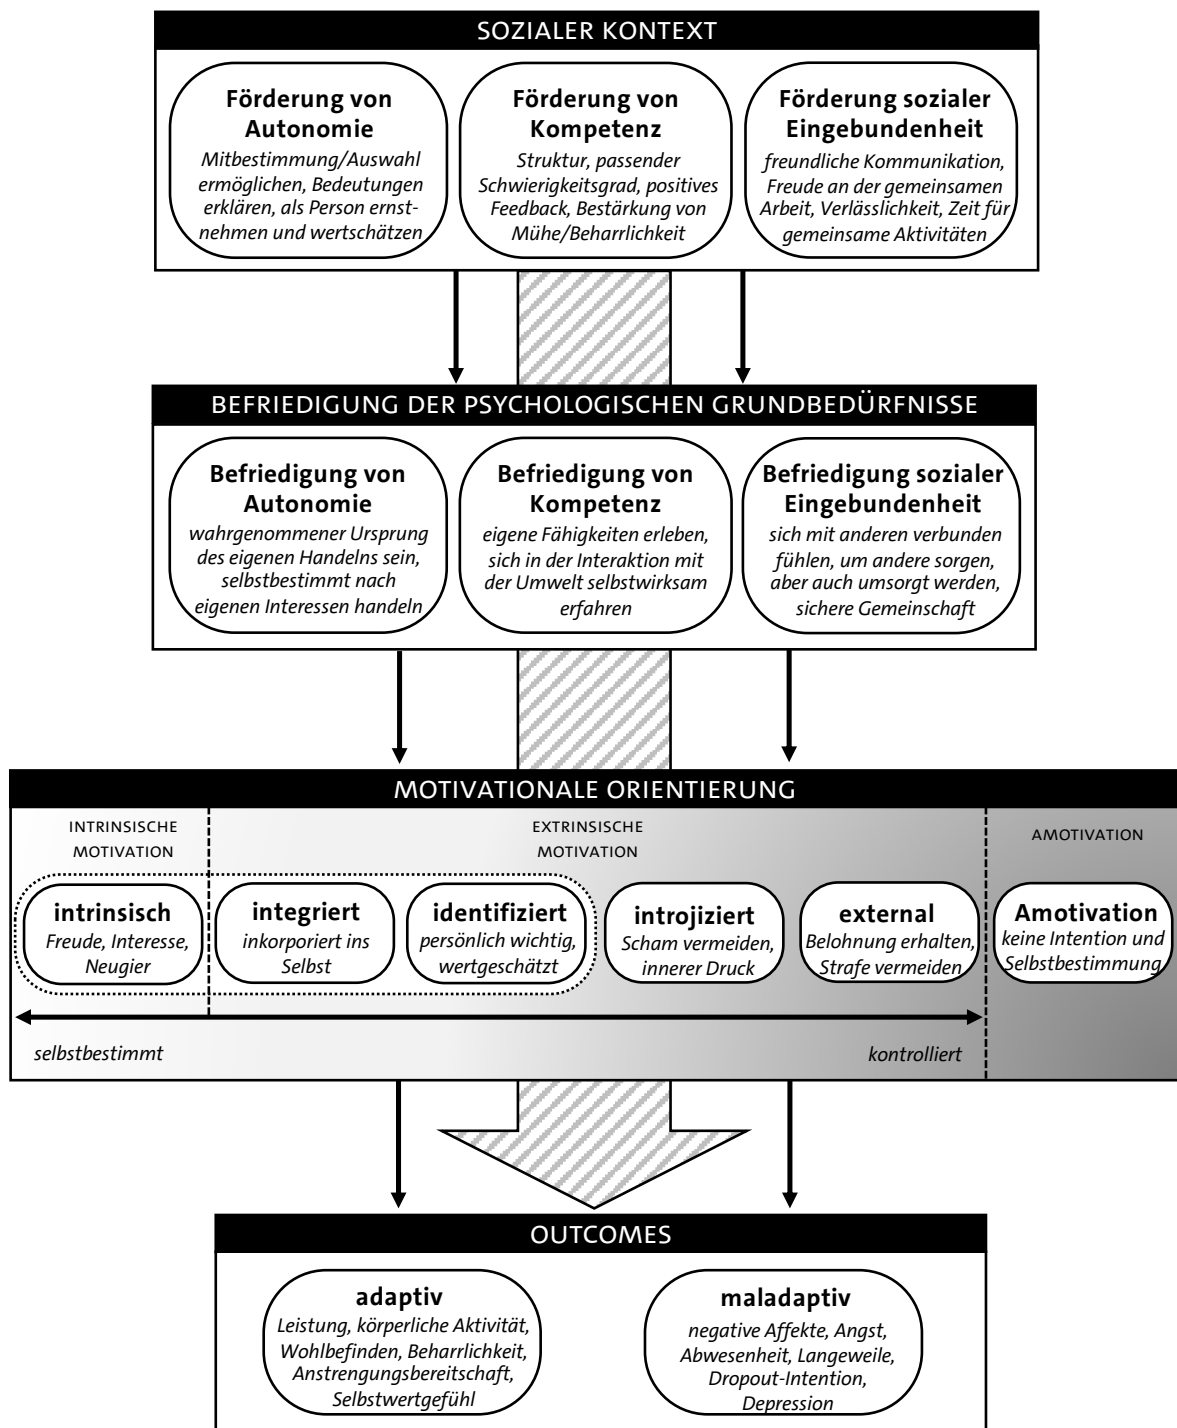 SOZIALER KONTEXT
Förderung von
Autonomie
Mitbestimmung/Auswahl
ermöglichen, Bedeutungen
erklären, als Person ernst-
nehmen und wertschätzen
Förderung von
Kompetenz
Struktur, passender
Schwierigkeitsgrad, positives
Feedback, Bestärkung von
Mühe/Beharrlichkeit
Förderung sozialer
Eingebundenheit
freundliche Kommunikation,
Freude an der gemeinsamen
Arbeit, Verlässlichkeit, Zeit für
gemeinsame Aktivitäten
BEFRIEDIGUNG DER PSYCHOLOGISCHEN GRUNDBEDÜRFNISSE
Befriedigung von
Autonomie
wahrgenommener Ursprung
des eigenen Handelns sein,
selbstbestimmt nach
eigenen Interessen handeln
Befriedigung von
Kompetenz
eigene Fähigkeiten erleben,
sich in der Interaktion mit
der Umwelt selbstwirksam
erfahren
Befriedigung sozialer
Eingebundenheit
sich mit anderen verbunden
fühlen, um andere sorgen,
aber auch umsorgt werden,
sichere Gemeinschaft
MOTIVATIONALE ORIENTIERUNG
INTRINSISCHE
MOTIVATION
EXTRINSISCHE
MOTIVATION
AMOTIVATION
intrinsisch
Freude, Interesse,
Neugier
integriert
inkorporiert ins
Selbst
identifiziert
persönlich wichtig,
wertgeschätzt
introjiziert
Scham vermeiden,
innerer Druck
external
Belohnung erhalten,
Strafe vermeiden
Amotivation
keine Intention und
Selbstbestimmung
selbstbestimmt
kontrolliert
OUTCOMES
adaptiv
Leistung, körperliche Aktivität,
Wohlbefinden, Beharrlichkeit,
Anstrengungsbereitschaft,
Selbstwertgefühl
maladaptiv
negative Affekte, Angst,
Abwesenheit, Langeweile,
Dropout-Intention,
Depression